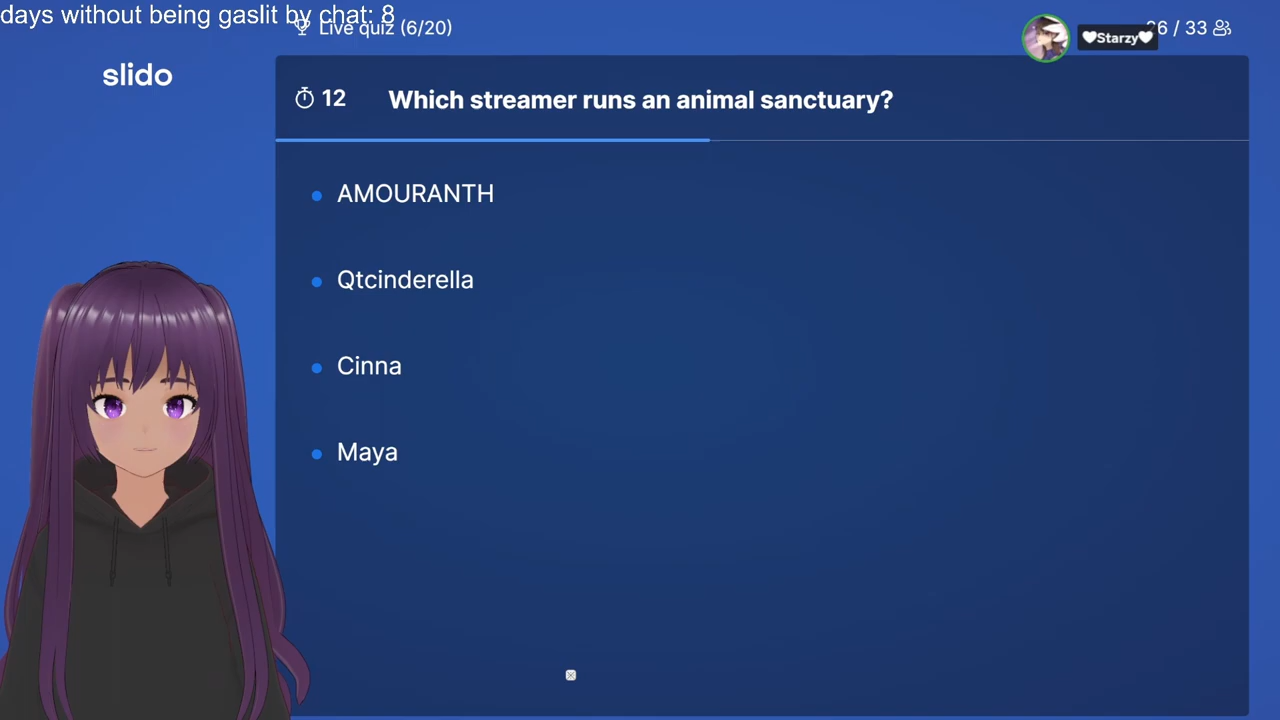 days without being gaslit by chat: 8
Live quiz (6/20)
❤Starzy❤
/ 33
slido
12
Which streamer runs an animal sanctuary?
AMOURANTH
Qtcinderella
Cinna
Maya